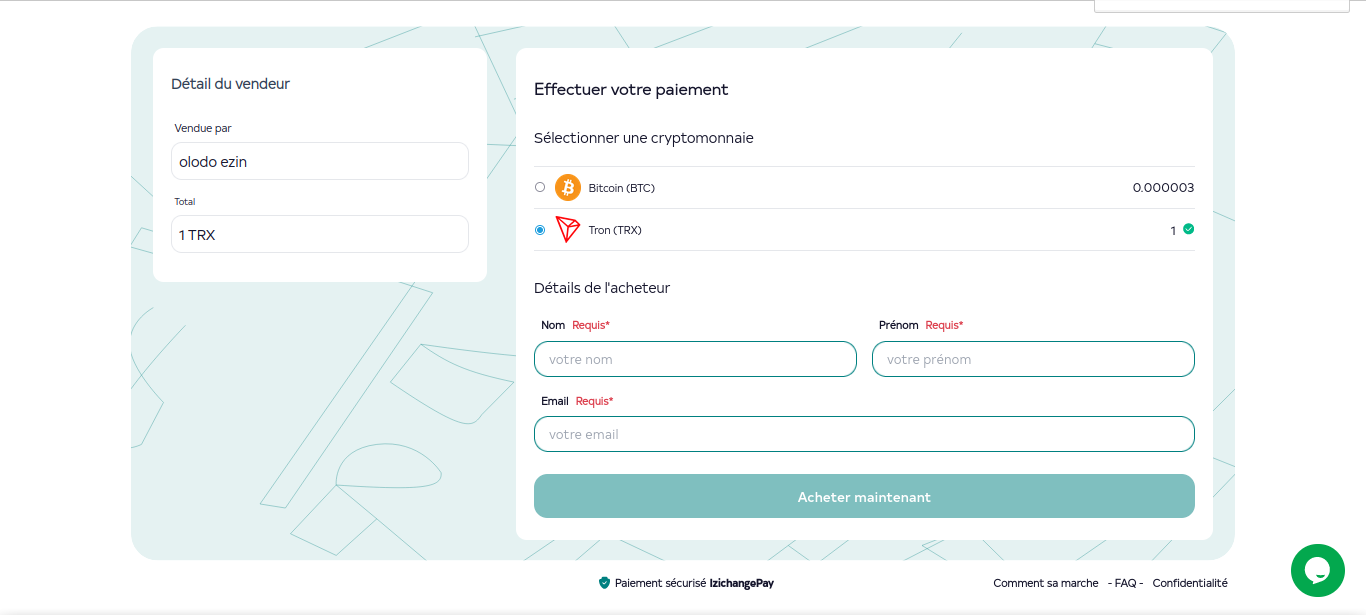 Détail du vendeur
Vendue par
olodo ezin
Total
1 TRX
Effectuer votre paiement
Sélectionner une cryptomonnaie
Bitcoin (BTC) 0.000003
Tron (TRX) 1
Détails de l'acheteur
Nom Requis* Prénom Requis*
votre nom votre prénom
Email Requis*
votre email
Acheter maintenant
Paiement sécurisé IzichangePay Comment sa marche - FAQ - Confidentialité